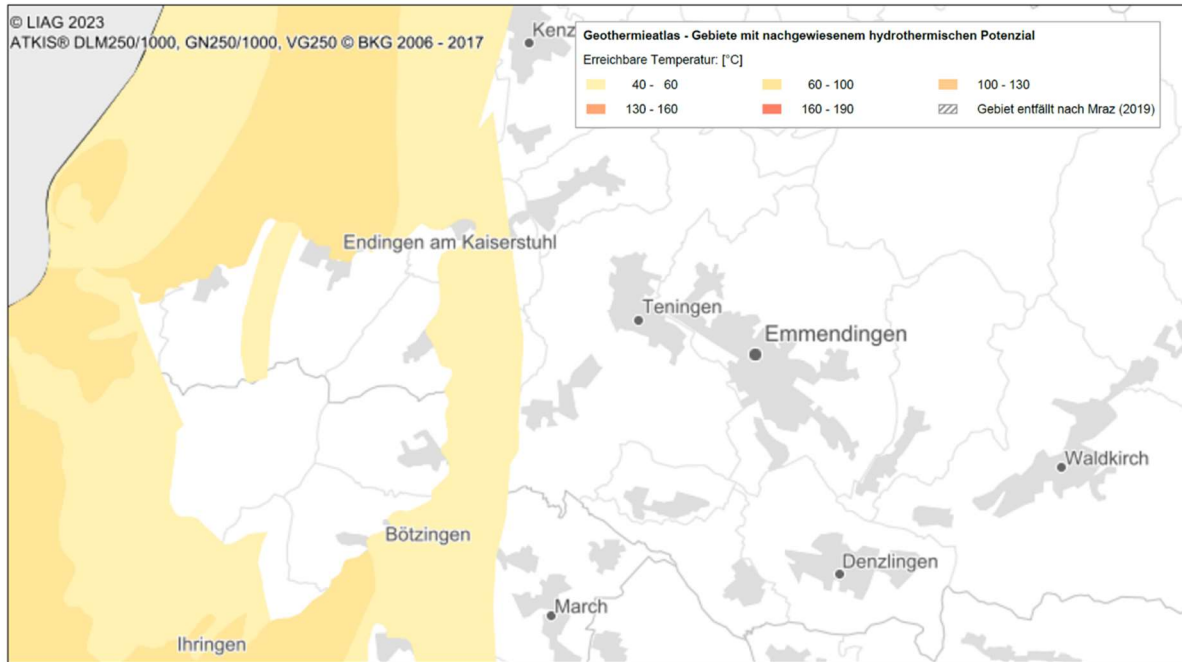 © LIAG 2023
ATKIS® DLM250/1000, GN250/1000, VG250 © BKG 2006 - 2017
Kenz
Geothermieatlas - Gebiete mit nachgewiesenem hydrothermischen Potenzial
Erreichbare Temperatur: [°C]
40 - 60
60 - 100
100 - 130
130 - 160
160 - 190
Gebiet entfällt nach Mraz (2019)
Endingen am Kaiserstuhl
Teningen
Emmendingen
Waldkirch
Bötzingen
Denzlingen
March
Ihringen